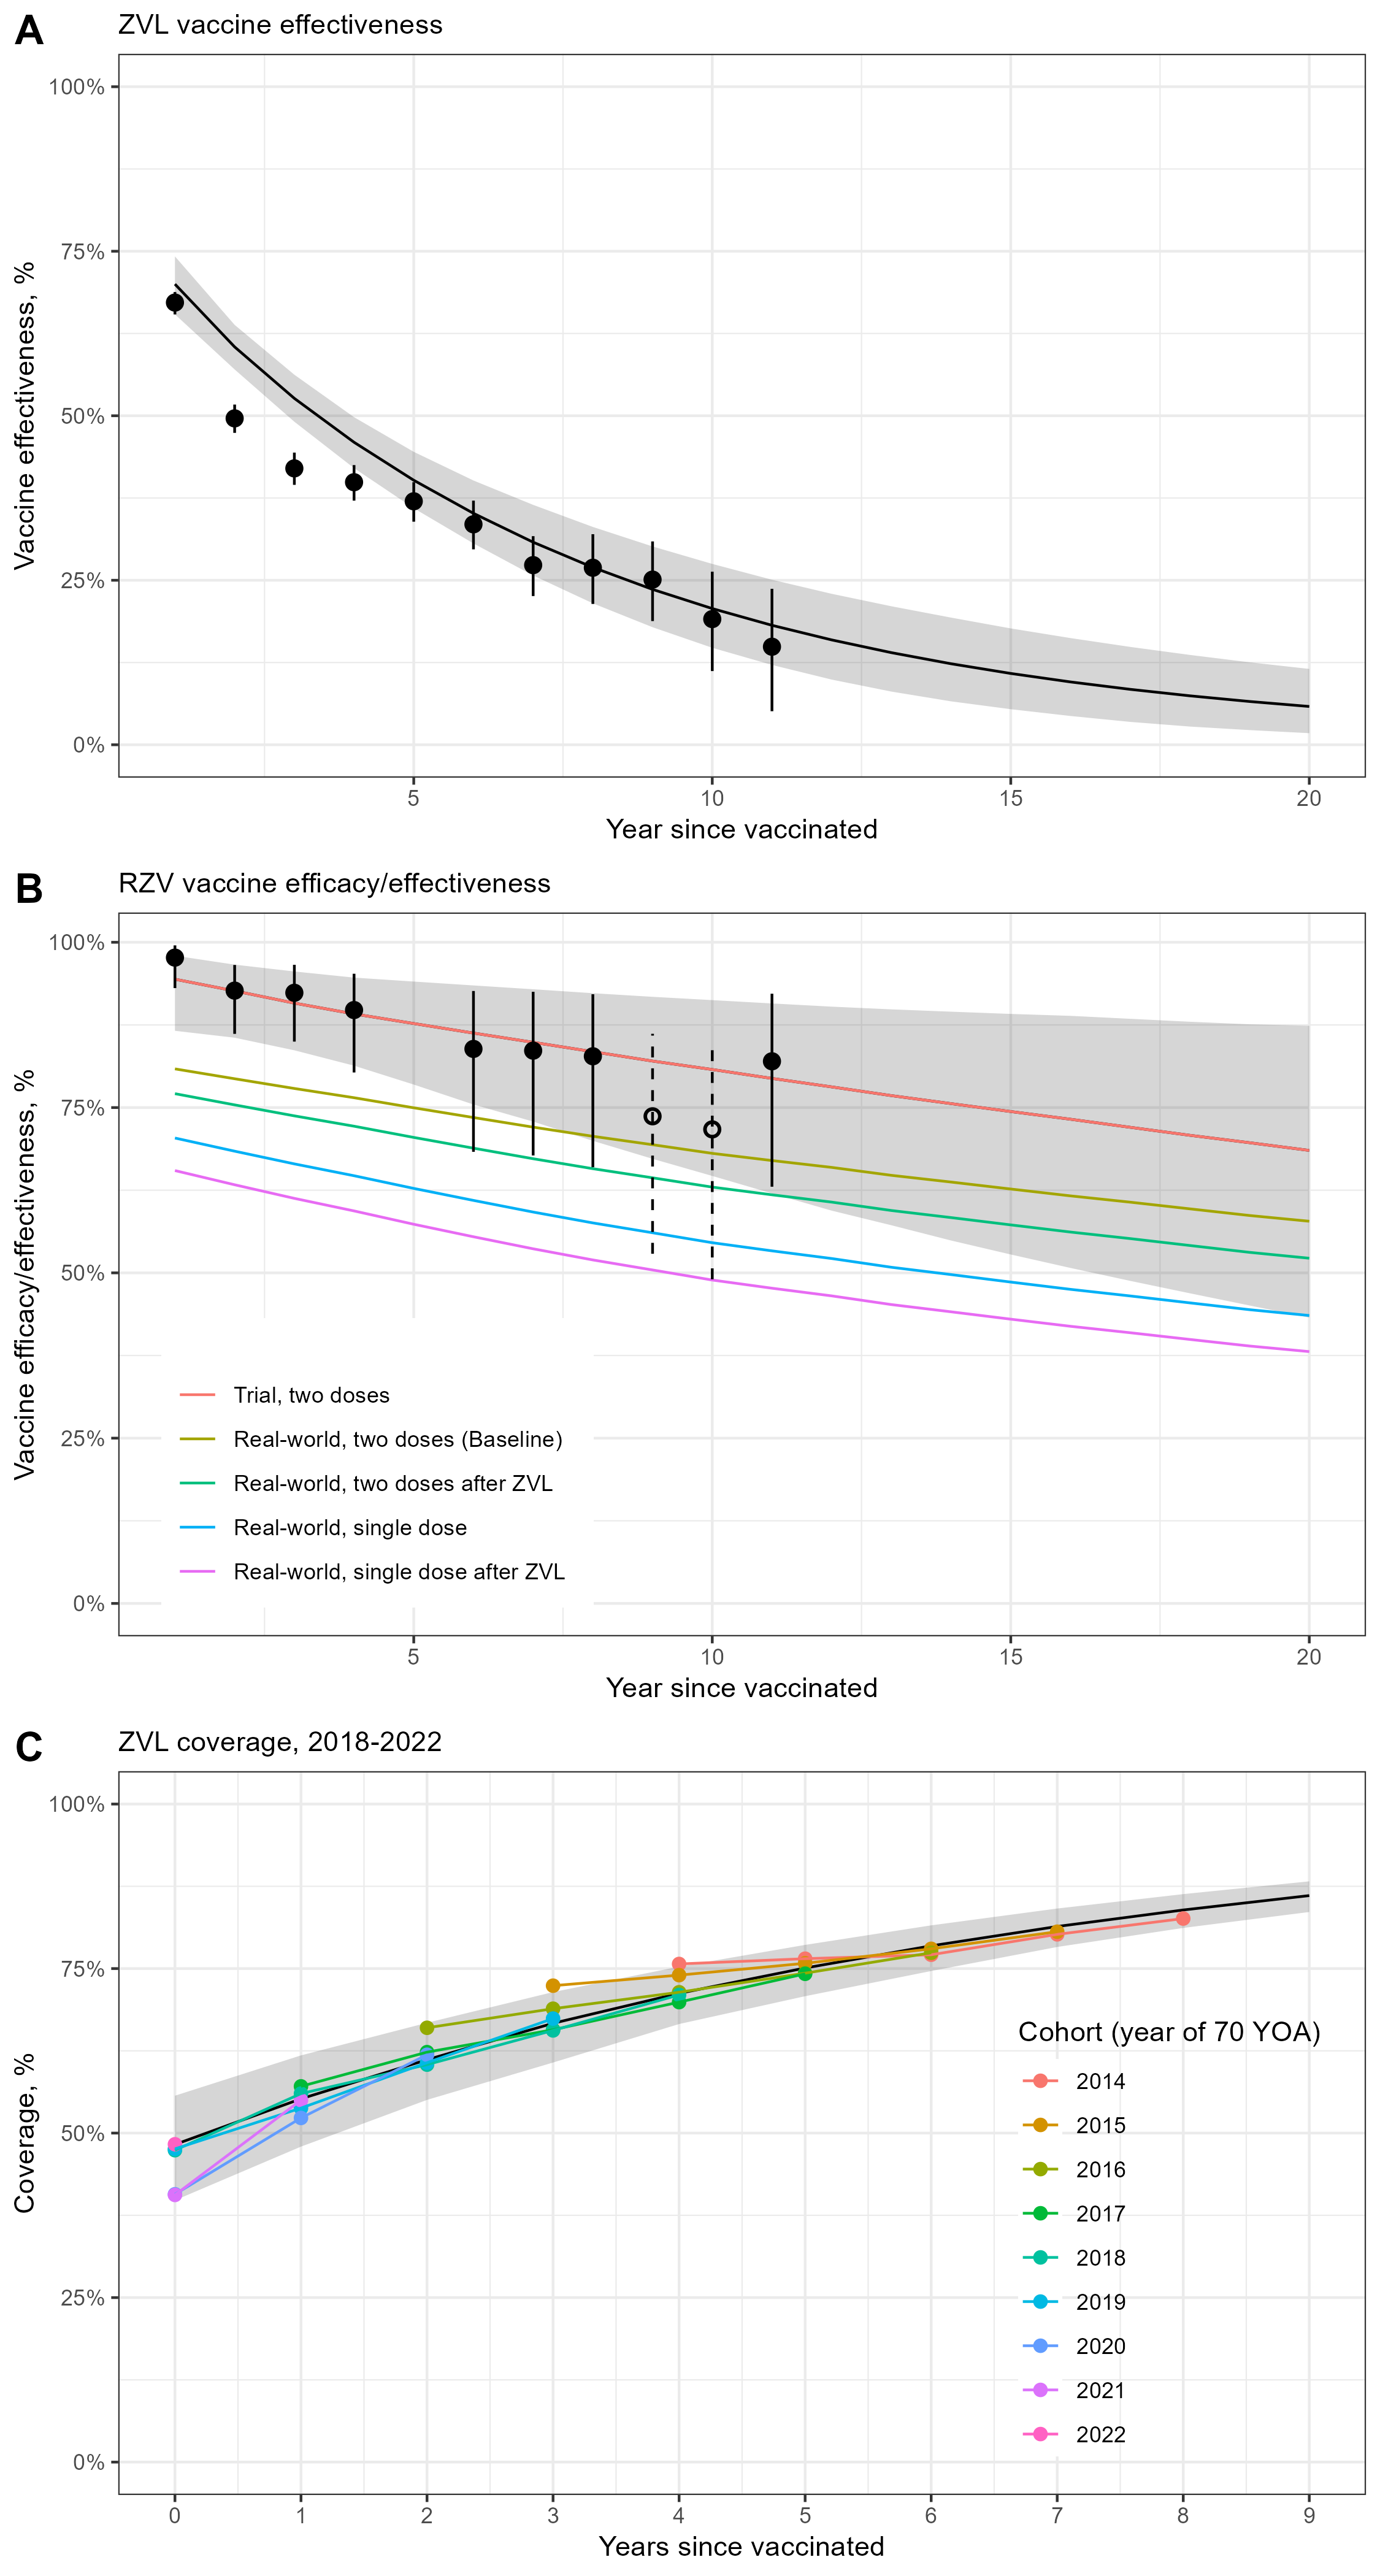 A
ZVL vaccine effectiveness
Vaccine effectiveness, %
100%
75%
50%
25%
0%
5 10 15 20
Year since vaccinated
B
RZV vaccine efficacy/effectiveness
Vaccine efficacy/effectiveness, %
100%
75%
50%
25%
0%
Trial, two doses
Real-world, two doses (Baseline)
Real-world, two doses after ZVL
Real-world, single dose
Real-world, single dose after ZVL
5 10 15 20
Year since vaccinated
C
ZVL coverage, 2018-2022
Coverage, %
100%
75%
50%
25%
0%
Cohort (year of 70 YOA)
2014
2015
2016
2017
2018
2019
2020
2021
2022
0 1 2 3 4 5 6 7 8 9
Years since vaccinated